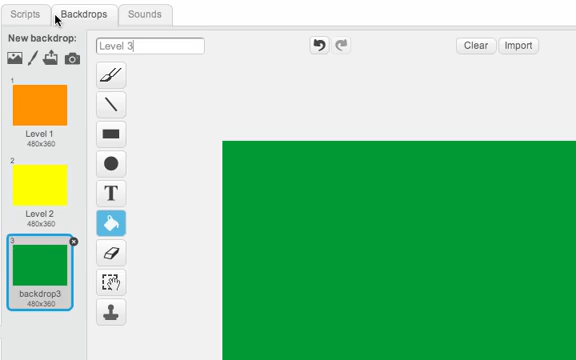 Scripts Backdrops Sounds
New backdrop:
Level 3
Clear Import
1
Level 1
480x360
2
Level 2
480x360
3
backdrop3
480x360
T